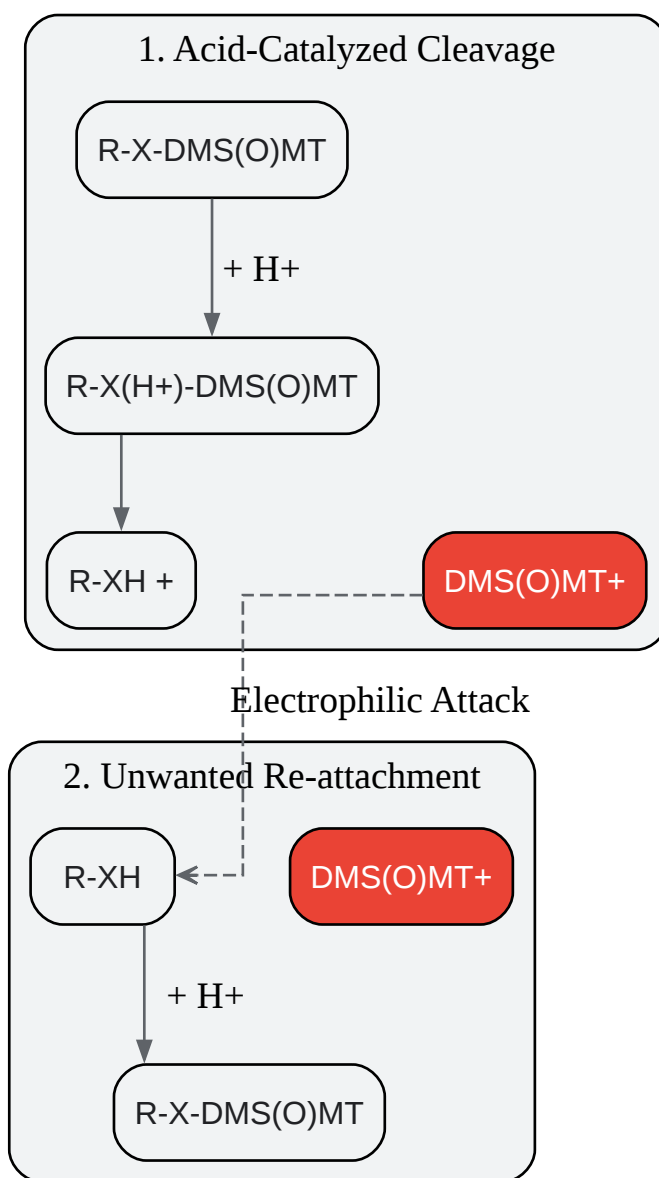 1. Acid-Catalyzed Cleavage
R-X-DMS(O)MT
+ H+
R-X(H+)-DMS(O)MT
R-XH +
DMS(O)MT+
Electrophilic Attack
2. Unwanted Re-attachment
R-XH
DMS(O)MT+
+ H+
R-X-DMS(O)MT